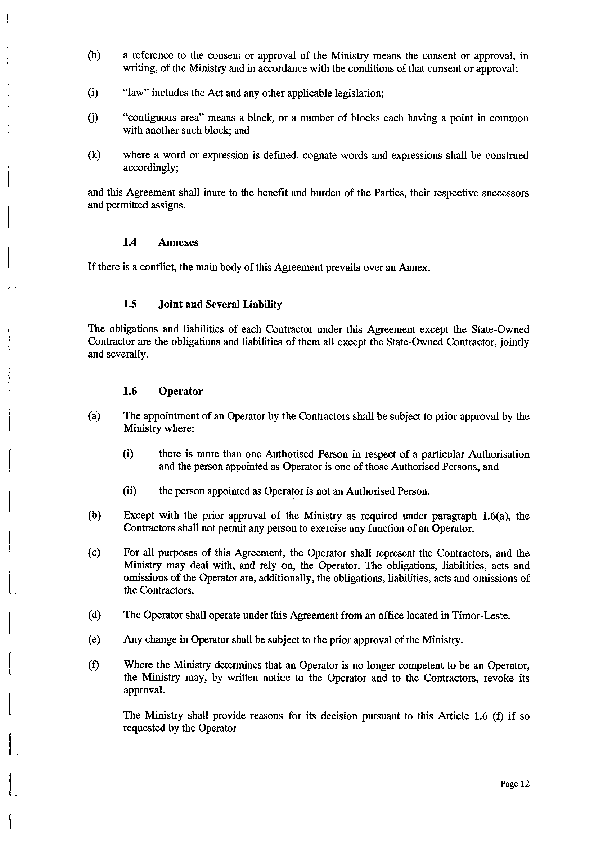 (h) a reference to the consent or approval of the Ministry means the consent or approval, in
writing, of the Ministry and in accordance with the conditions of that consent or approval;
(i) "law" includes the Act and any other applicable legislation;
(j) "contiguous area" means a block, or a number of blocks each having a point in common
with another such block; and
(k) where a word or expression is defined, cognate words and expressions shall be construed
accordingly;
and this Agreement shall inure to the benefit and burden of the Parties, their respective successors
and permitted assigns.
1.4 Annexes
If there is a conflict, the main body of this Agreement prevails over an Annex.
1.5 Joint and Several Liability
The obligations and liabilities of each Contractor under this Agreement except the State-Owned
Contractor are the obligations and liabilities of them all except the State-Owned Contractor, jointly
and severally.
1.6 Operator
(a) The appointment of an Operator by the Contractors shall be subject to prior approval by the
Ministry where:
(i) there is more than one Authorised Person in respect of a particular Authorisation
and the person appointed as Operator is one of those Authorised Persons, and
(ii) the person appointed as Operator is not an Authorised Person.
(b) Except with the prior approval of the Ministry as required under paragraph 1.6(a), the
Contractors shall not permit any person to exercise any function of an Operator.
(c) For all purposes of this Agreement, the Operator shall represent the Contractors, and the
Ministry may deal with, and rely on, the Operator. The obligations, liabilities, acts and
omissions of the Operator are, additionally, the obligations, liabilities, acts and omissions of
the Contractors.
(d) The Operator shall operate under this Agreement from an office located in Timor-Leste.
(e) Any change in Operator shall be subject to the prior approval of the Ministry.
(f) Where the Ministry determines that an Operator is no longer competent to be an Operator,
the Ministry may, by written notice to the Operator and to the Contractors, revoke its
approval.
The Ministry shall provide reasons for its decision pursuant to this Article 1.6 (f) if so
requested by the Operator
Page 12